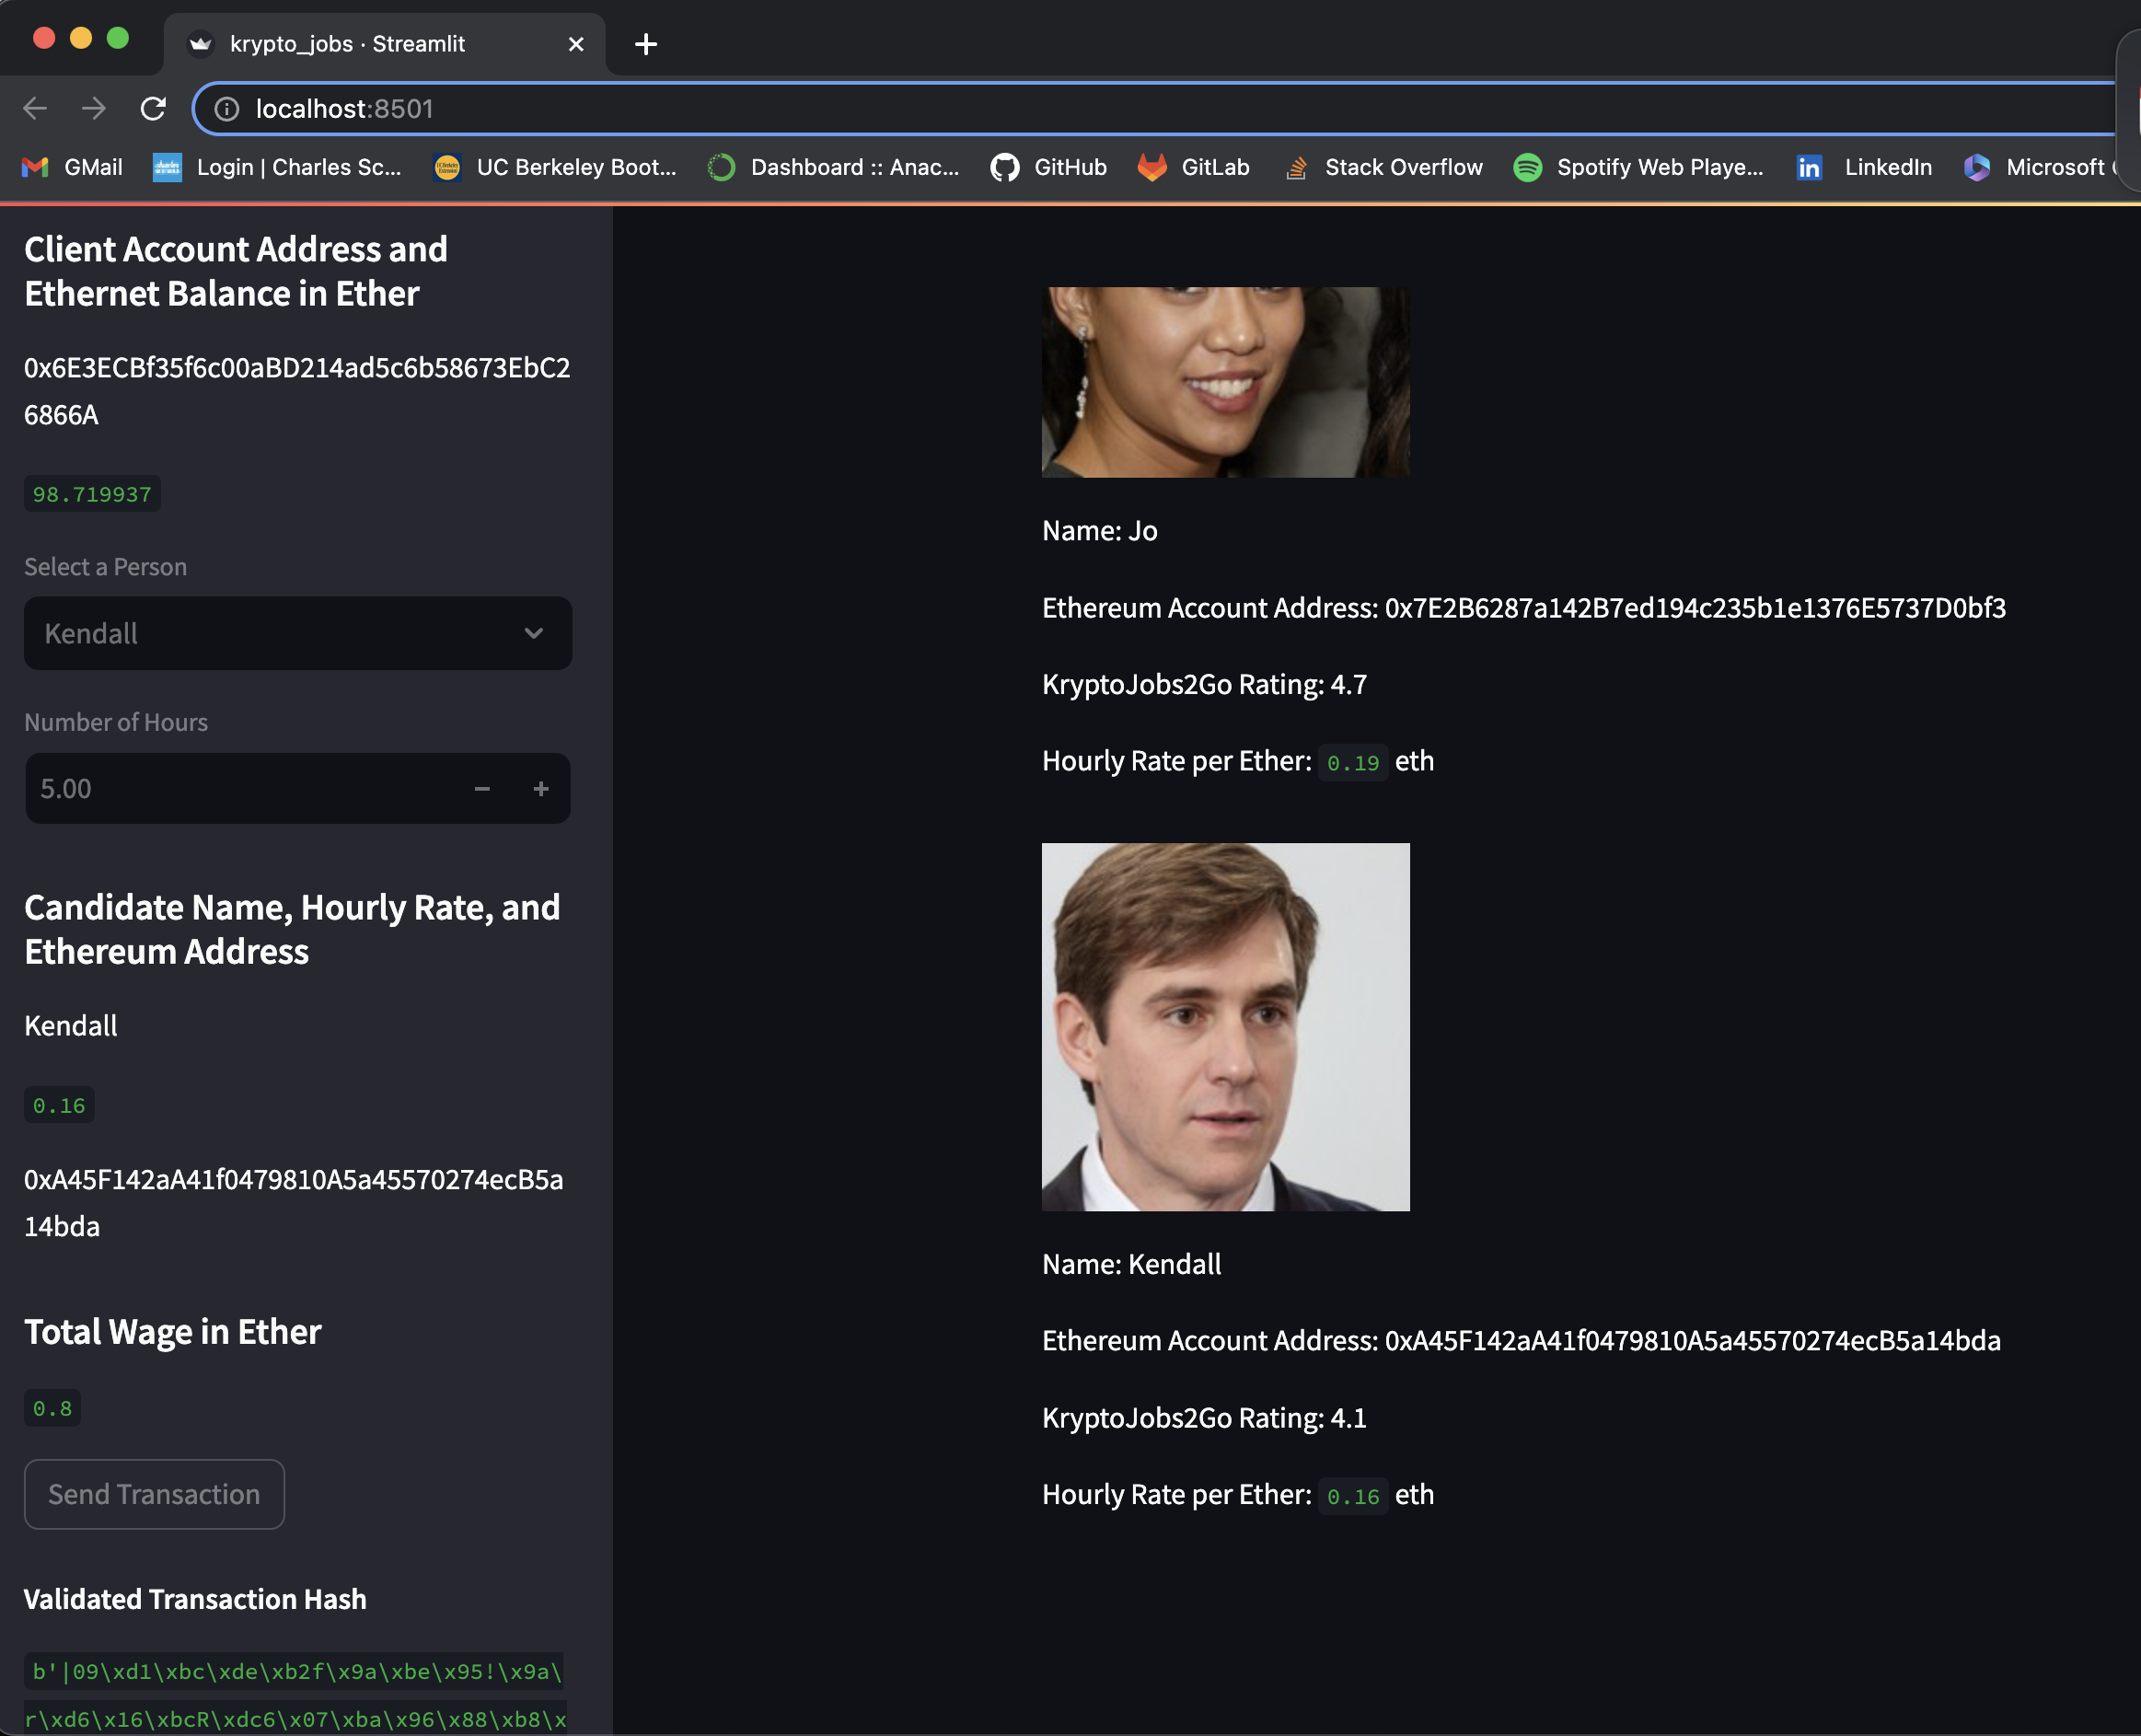 krypto_jobs · Streamlit
localhost:8501
GMail
Login | Charles Sc...
UC Berkeley Boot...
Dashboard :: Anac...
GitHub
GitLab
Stack Overflow
Spotify Web Playe...
LinkedIn
Microsoft
Client Account Address and
Ethernet Balance in Ether
0x6E3ECBf35f6c00aBD214ad5c6b58673EbC2
6866A
98.719937
Select a Person
Kendall
Number of Hours
5.00
Candidate Name, Hourly Rate, and
Ethereum Address
Kendall
0.16
0xA45F142aA41f0479810A5a45570274ecB5a
14bda
Total Wage in Ether
0.8
Send Transaction
Validated Transaction Hash
b'|09\xd1\xbc\xde\xb2f\x9a\xbe\x95!\x9a\
r\xd6\x16\xbcR\xdc6\x07\xba\x96\x88\xb8\x
Name: Jo
Ethereum Account Address: 0x7E2B6287a142B7ed194c235b1e1376E5737D0bf3
KryptoJobs2Go Rating: 4.7
Hourly Rate per Ether: 0.19 eth
Name: Kendall
Ethereum Account Address: 0xA45F142aA41f0479810A5a45570274ecB5a14bda
KryptoJobs2Go Rating: 4.1
Hourly Rate per Ether: 0.16 eth